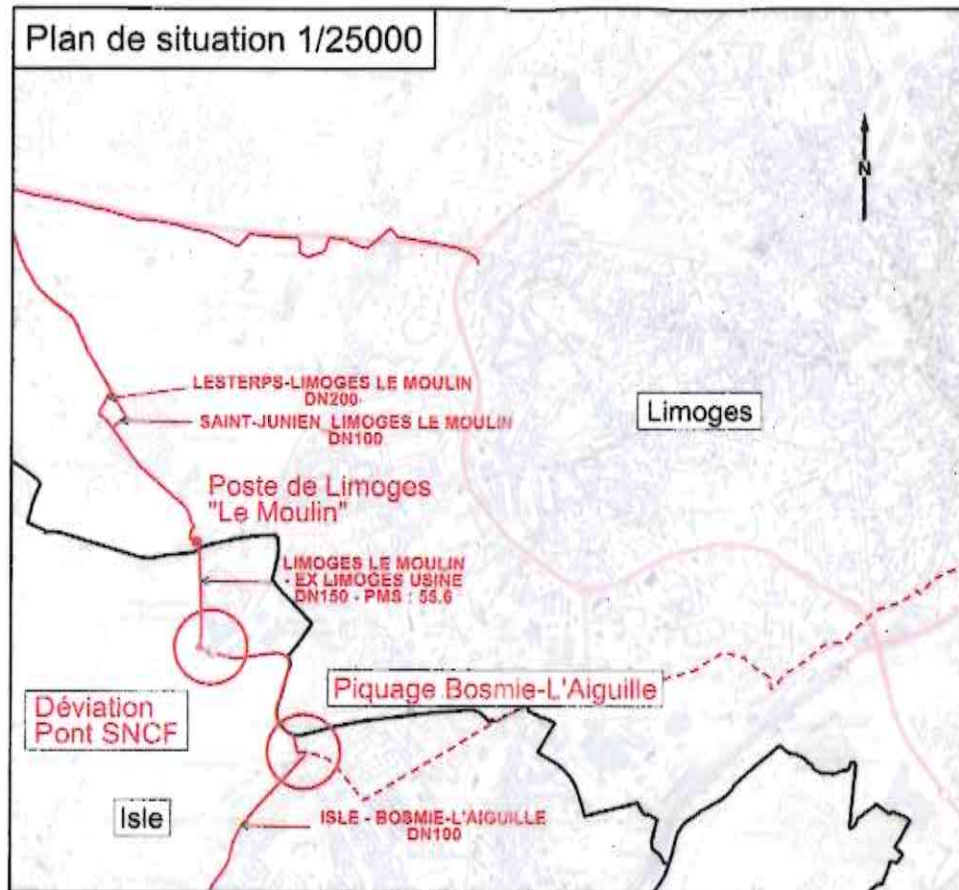 Plan de situation 1/25000
N
LESTERPS-LIMOGES LE MOULIN
DN200
SAINT-JUNIEN_LIMOGES LE MOULIN
DN100
Limoges
Poste de Limoges
"Le Moulin"
LIMOGES LE MOULIN
- EX LIMOGES USINE
DN150 - PMS : 55.6
Piquage Bosmie-L'Aiguille
Déviation
Pont SNCF
Isle
ISLE - BOSMIE-L'AIGUILLE
DN100